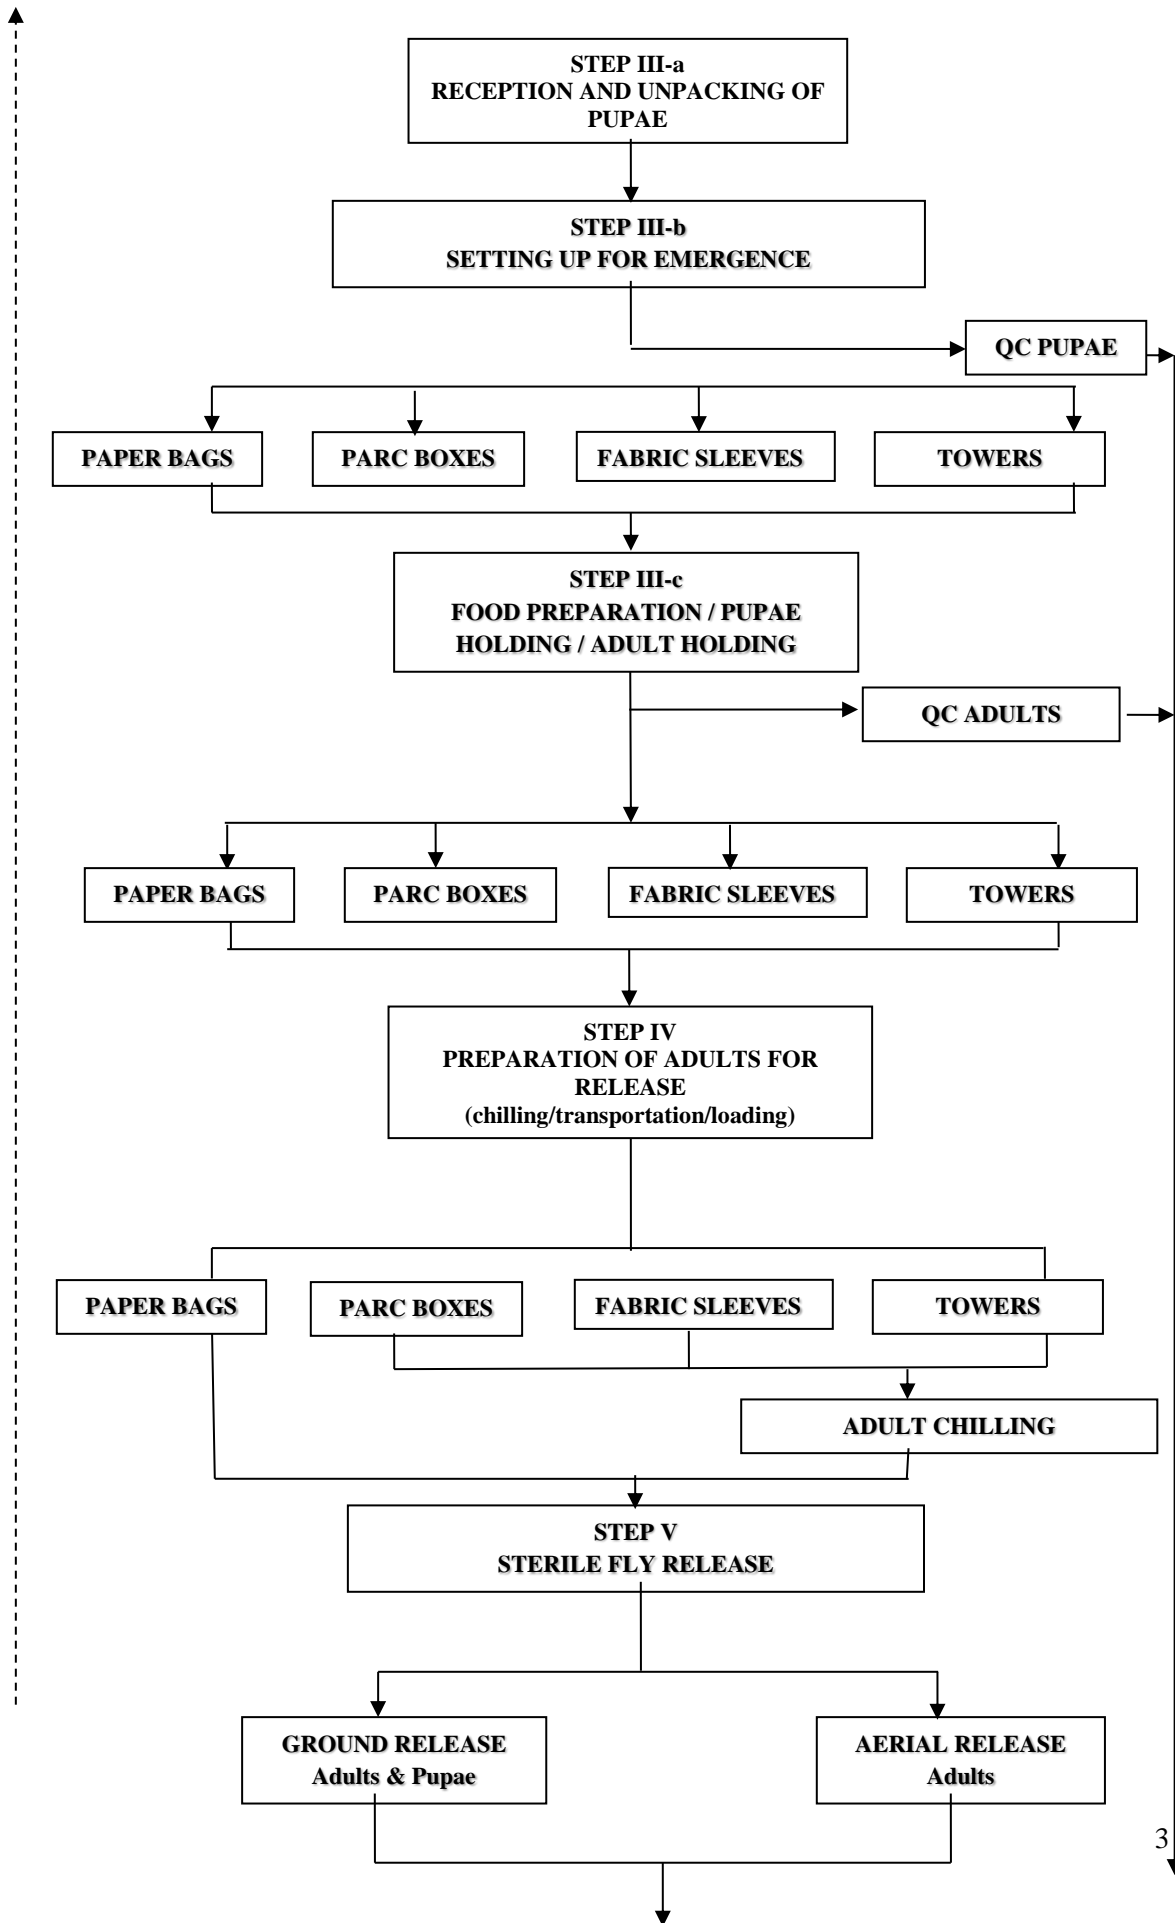 STEP III-a
RECEPTION AND UNPACKING OF
PUPAE
STEP III-b
SETTING UP FOR EMERGENCE
QC PUPAE
PAPER BAGS
PARC BOXES
FABRIC SLEEVES
TOWERS
STEP III-c
FOOD PREPARATION / PUPAE
HOLDING / ADULT HOLDING
QC ADULTS
PAPER BAGS
PARC BOXES
FABRIC SLEEVES
TOWERS
STEP IV
PREPARATION OF ADULTS FOR
RELEASE
(chilling/transportation/loading)
PAPER BAGS
PARC BOXES
FABRIC SLEEVES
TOWERS
ADULT CHILLING
STEP V
STERILE FLY RELEASE
GROUND RELEASE
Adults & Pupae
AERIAL RELEASE
Adults
3